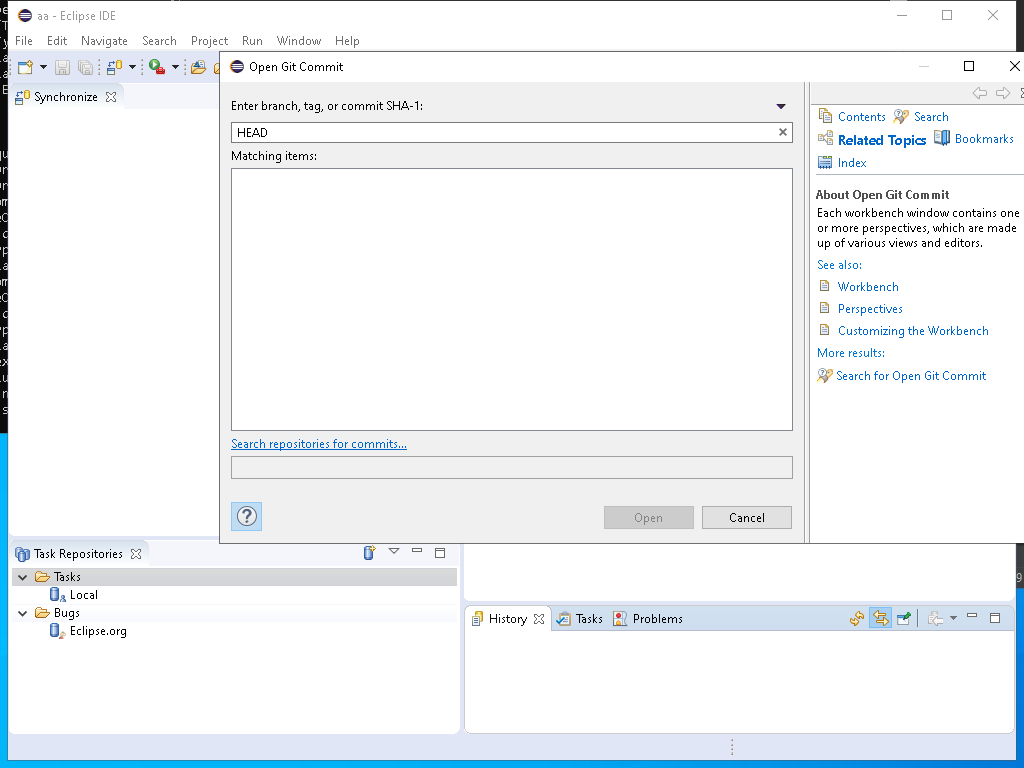 aa - Eclipse IDE
File Edit Navigate Search Project Run Window Help
Synchronize
Open Git Commit
Enter branch, tag, or commit SHA-1:
HEAD
Matching items:
Search repositories for commits...
Open Cancel
Contents Search
Related Topics Bookmarks
Index
About Open Git Commit
Each workbench window contains one
or more perspectives, which are made
up of various views and editors.
See also:
Workbench
Perspectives
Customizing the Workbench
More results:
Search for Open Git Commit
Task Repositories
Tasks
Local
Bugs
Eclipse.org
History Tasks Problems